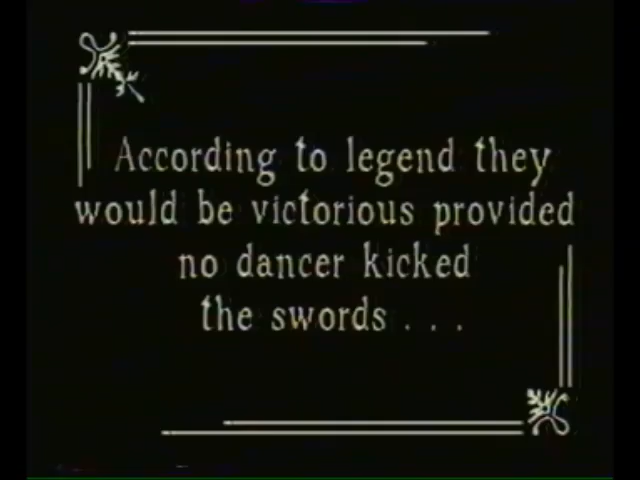 According to legend they
would be victorious provided
no dancer kicked
the swords . . .